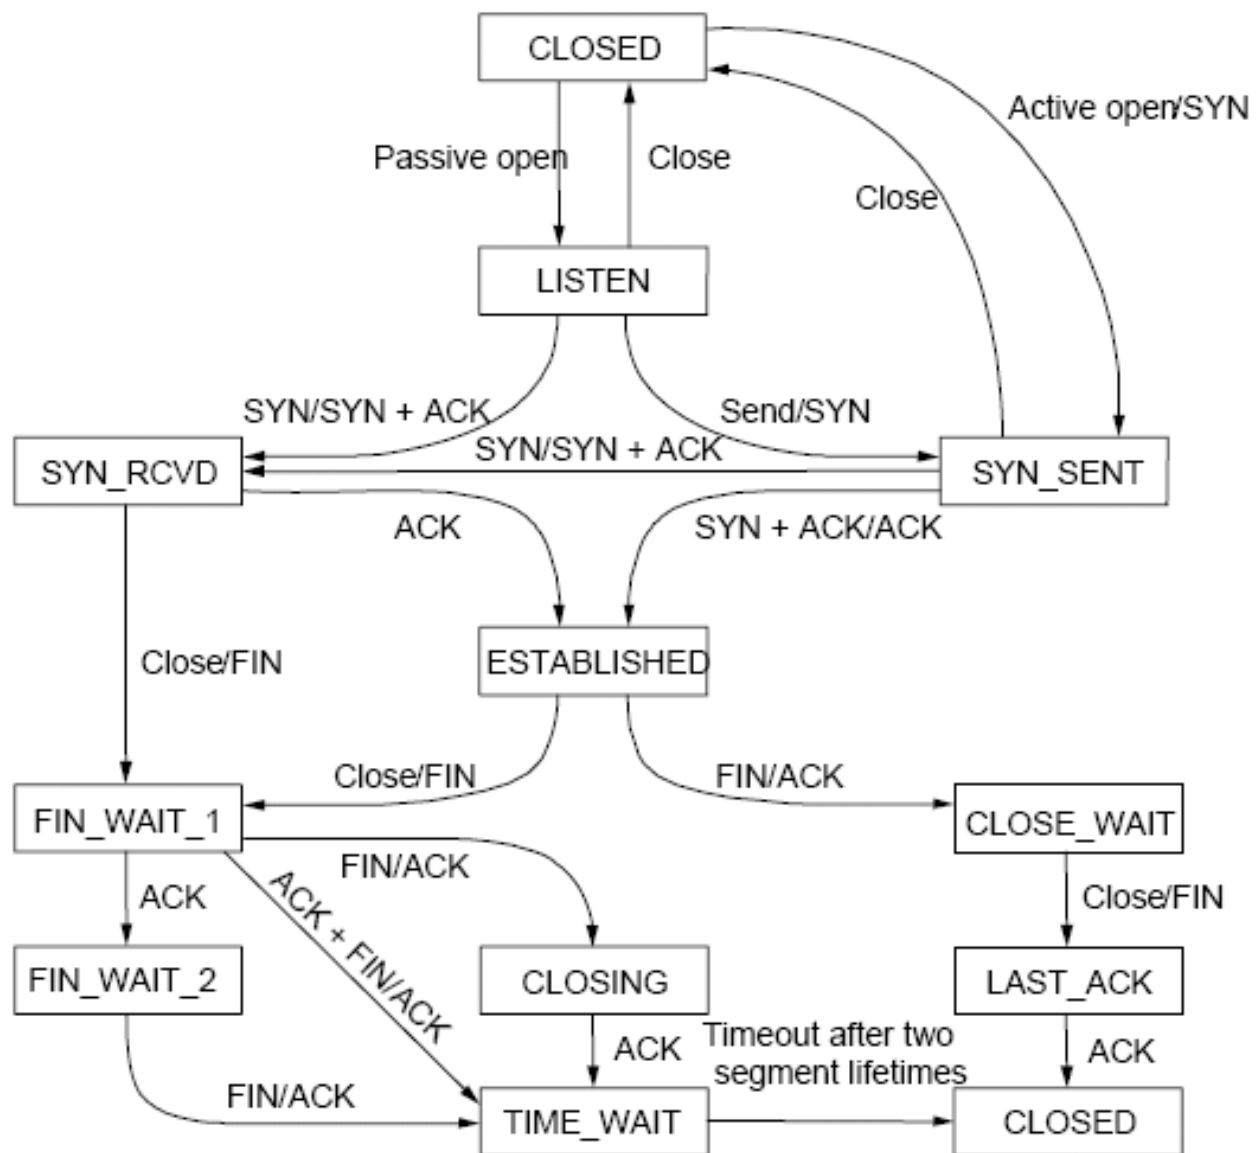 CLOSED
Active open/SYN
Passive open
Close
Close
LISTEN
SYN/SYN + ACK
Send/SYN
SYN/SYN + ACK
SYN_RCVD
SYN_SENT
ACK
SYN + ACK/ACK
Close/FIN
ESTABLISHED
Close/FIN
FIN/ACK
FIN_WAIT_1
CLOSE_WAIT
FIN/ACK
ACK
ACK + FIN/ACK
Close/FIN
FIN_WAIT_2
CLOSING
LAST_ACK
ACK
Timeout after two
segment lifetimes
ACK
FIN/ACK
TIME_WAIT
CLOSED